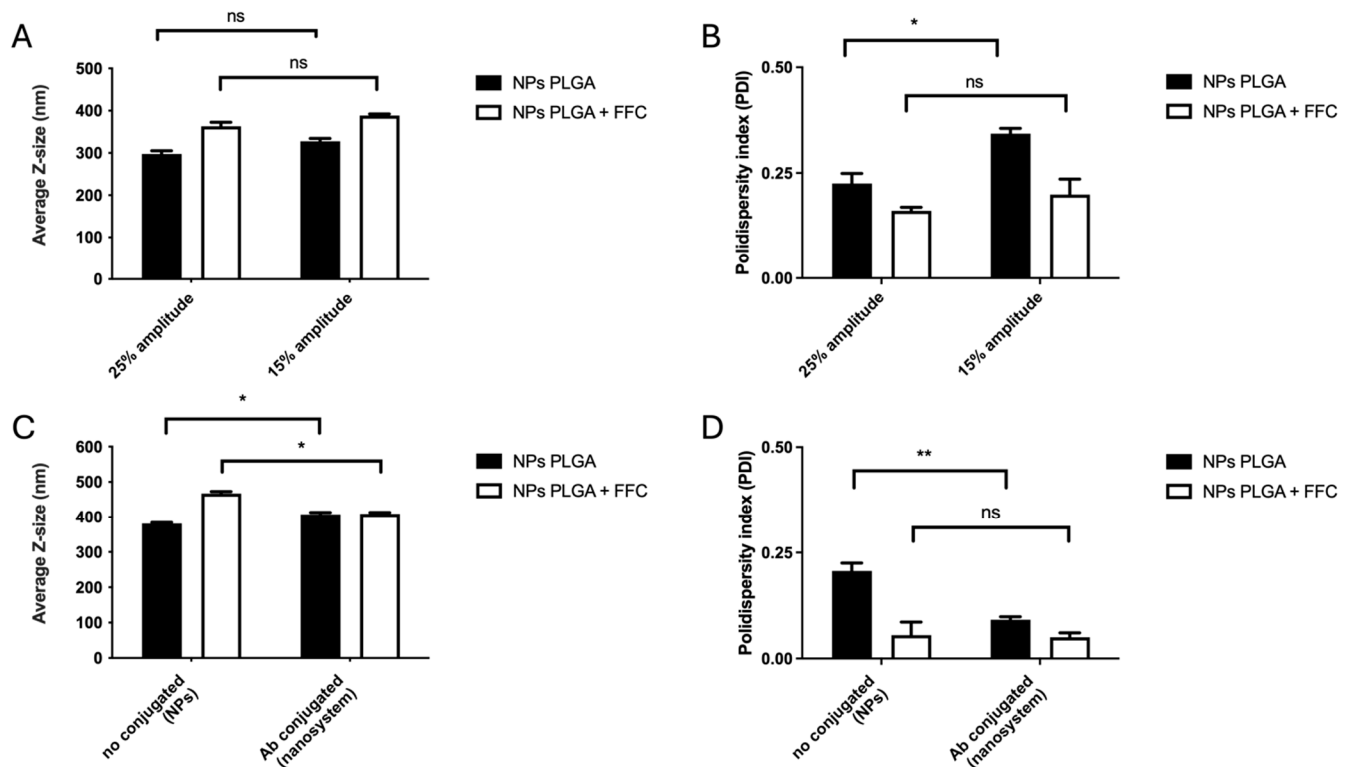 A
ns
ns
Average Z-size (nm)
500
400
300
200
100
0
25% amplitude
15% amplitude
NPs PLGA
NPs PLGA + FFC
B
*
ns
Polidispersity index (PDI)
0.50
0.25
0.00
25% amplitude
15% amplitude
NPs PLGA
NPs PLGA + FFC
C
*
*
Average Z-size (nm)
600
500
400
300
200
100
0
no conjugated
(NPs)
Ab conjugated
(nanosystem)
NPs PLGA
NPs PLGA + FFC
D
**
ns
Polidispersity index (PDI)
0.50
0.25
0.00
no conjugated
(NPs)
Ab conjugated
(nanosystem)
NPs PLGA
NPs PLGA + FFC